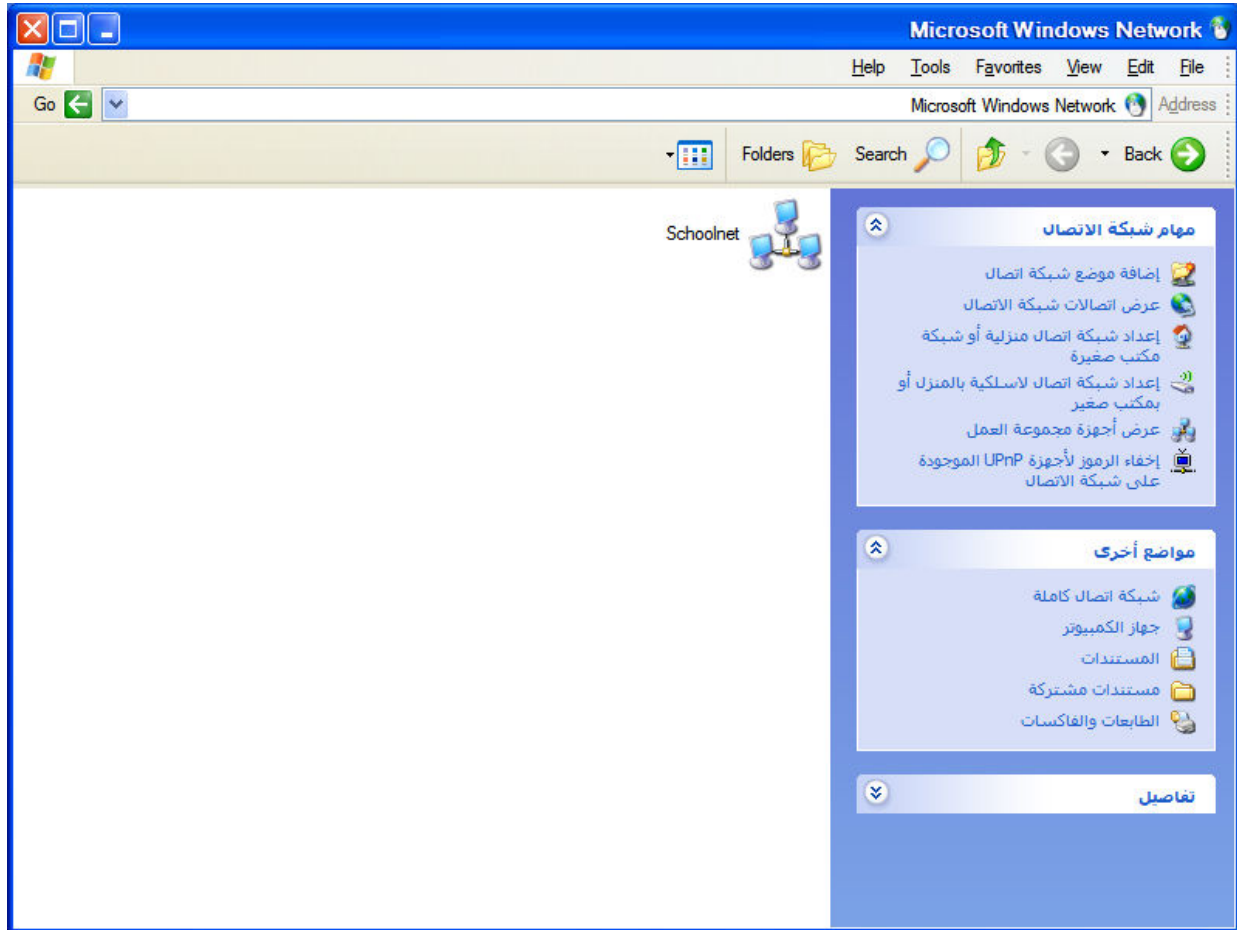 Microsoft Windows Network
File Edit View Favorites Tools Help
Address Microsoft Windows Network Go
Back Search Folders
مهام شبكة الاتصال
إضافة موضع شبكة اتصال
عرض اتصالات شبكة الاتصال
إعداد شبكة اتصال منزلية أو شبكة
مكتب صغيرة
إعداد شبكة اتصال لاسلكية بالمنزل أو
بمكتب صغير
عرض أجهزة مجموعة العمل
إخفاء الرموز لأجهزة UPnP الموجودة
على شبكة الاتصال
مواضع أخرى
شبكة اتصال كاملة
جهاز الكمبيوتر
المستندات
مستندات مشتركة
الطابعات والفاكسات
تفاصيل
Schoolnet